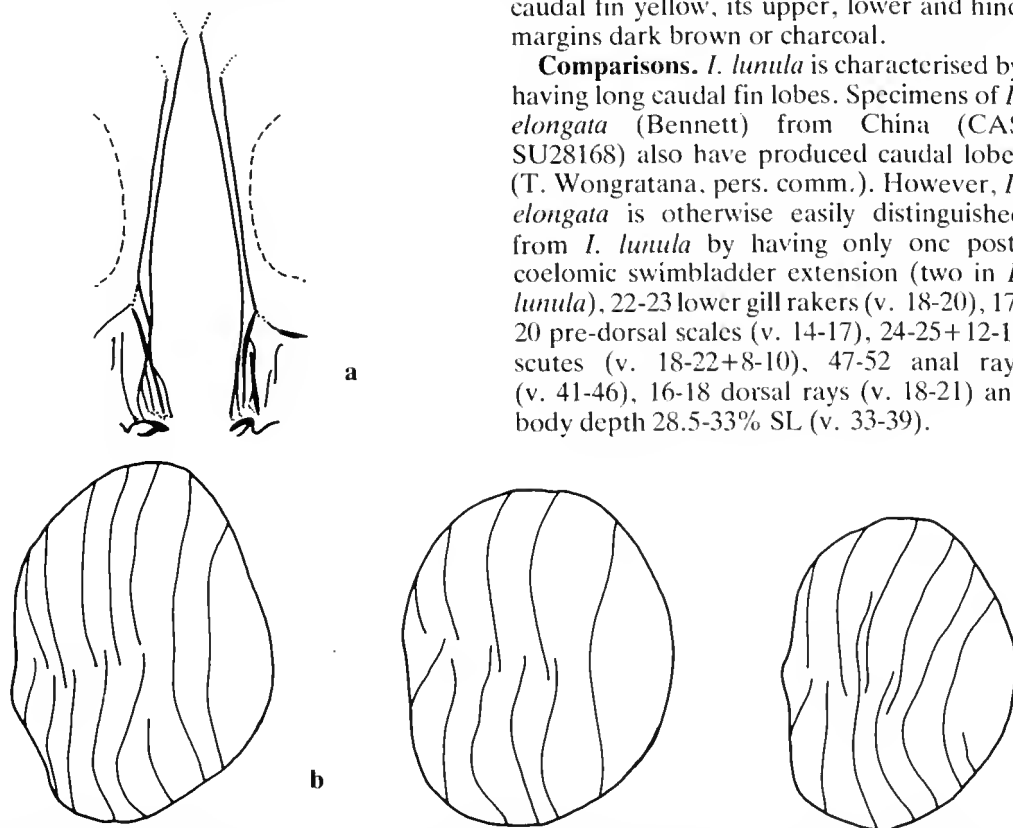 caudal fin yellow, its upper, lower and hind
margins dark brown or charcoal.
Comparisons. I. lunula is characterised by
having long caudal fin lobes. Specimens of I.
elongata (Bennett) from China (CAS
SU28168) also have produced caudal lobe
(T. Wongratana, pers. comm.). However, I.
elongata is otherwise easily distinguished
from I. lunula by having only one post-
coelomic swimbladder extension (two in I.
lunula), 22-23 lower gill rakers (v. 18-20), 17-
20 pre-dorsal scales (v. 14-17), 24-25+12-1
scutes (v. 18-22+8-10), 47-52 anal ray
(v. 41-46), 16-18 dorsal rays (v. 18-21) an
body depth 28.5-33% SL (v. 33-39).
a
b